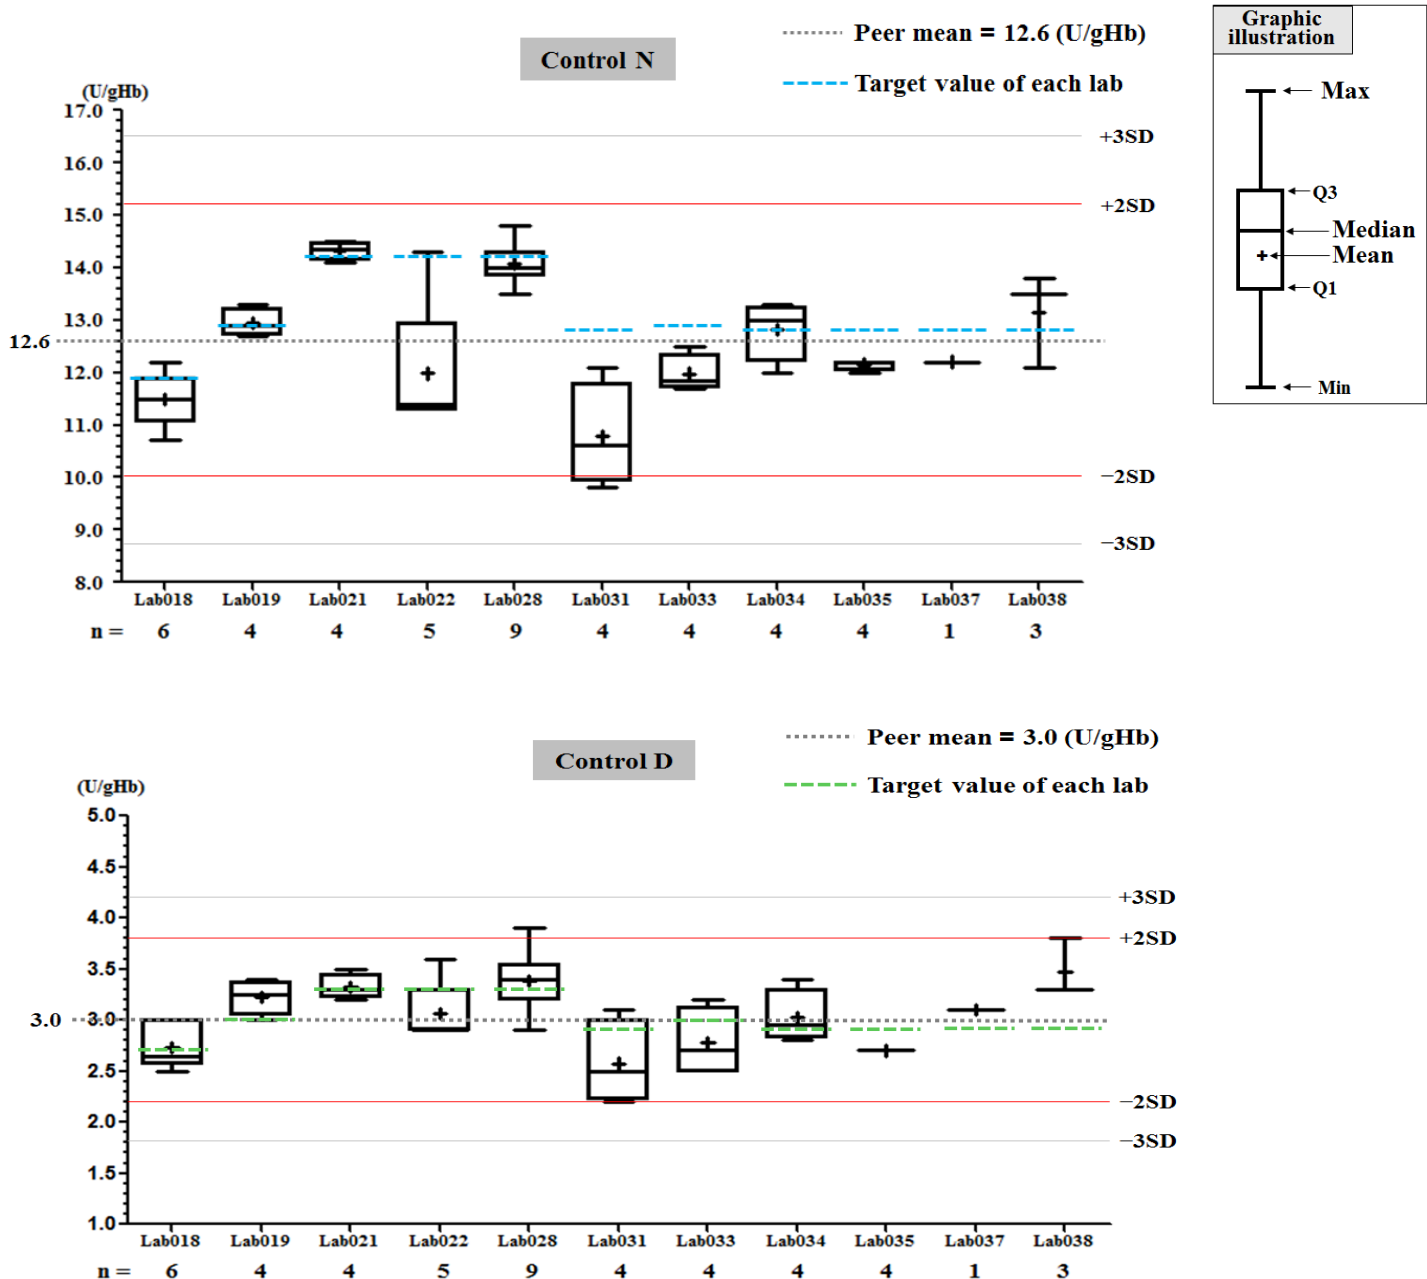 Control N
Peer mean = 12.6 (U/gHb)
Target value of each lab
Graphic
illustration
Max
Q3
Median
Mean
Q1
Min
(U/gHb)
17.0
16.0
15.0
14.0
13.0
12.6
12.0
11.0
10.0
9.0
8.0
+3SD
+2SD
−2SD
−3SD
Lab018 Lab019 Lab021 Lab022 Lab028 Lab031 Lab033 Lab034 Lab035 Lab037 Lab038
n = 6 4 4 5 9 4 4 4 4 1 3
Control D
Peer mean = 3.0 (U/gHb)
Target value of each lab
(U/gHb)
5.0
4.5
4.0
3.5
3.0 3.0
2.5
2.0
1.5
1.0
+3SD
+2SD
−2SD
−3SD
Lab018 Lab019 Lab021 Lab022 Lab028 Lab031 Lab033 Lab034 Lab035 Lab037 Lab038
n = 6 4 4 5 9 4 4 4 4 1 3